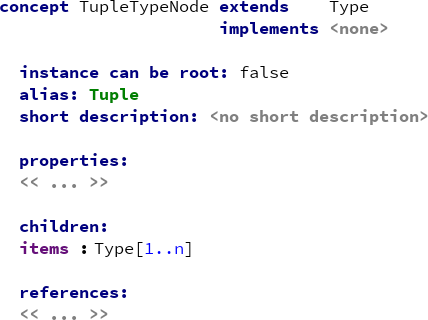 concept TupleTypeNode extends Type
implements <none>
instance can be root: false
alias: Tuple
short description: <no short description>
properties:
<< ... >>
children:
items : Type[1..n]
references:
<< ... >>